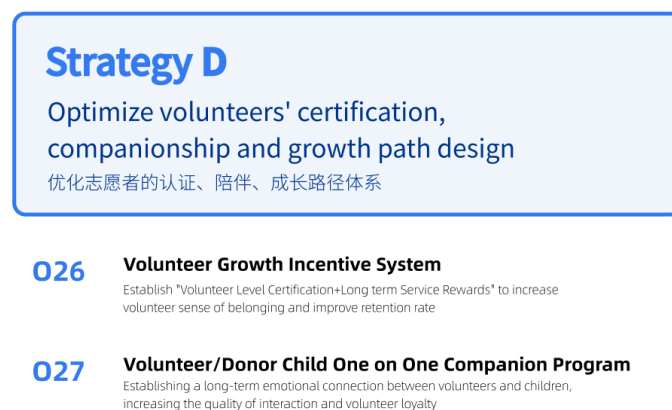 Strategy D
Optimize volunteers' certification,
companionship and growth path design
优化志愿者的认证、陪伴、成长路径体系
O26
Volunteer Growth Incentive System
Establish "Volunteer Level Certification+Long term Service Rewards" to increase
volunteer sense of belonging and improve retention rate
O27
Volunteer/Donor Child One on One Companion Program
Establishing a long-term emotional connection between volunteers and children,
increasing the quality of interaction and volunteer loyalty